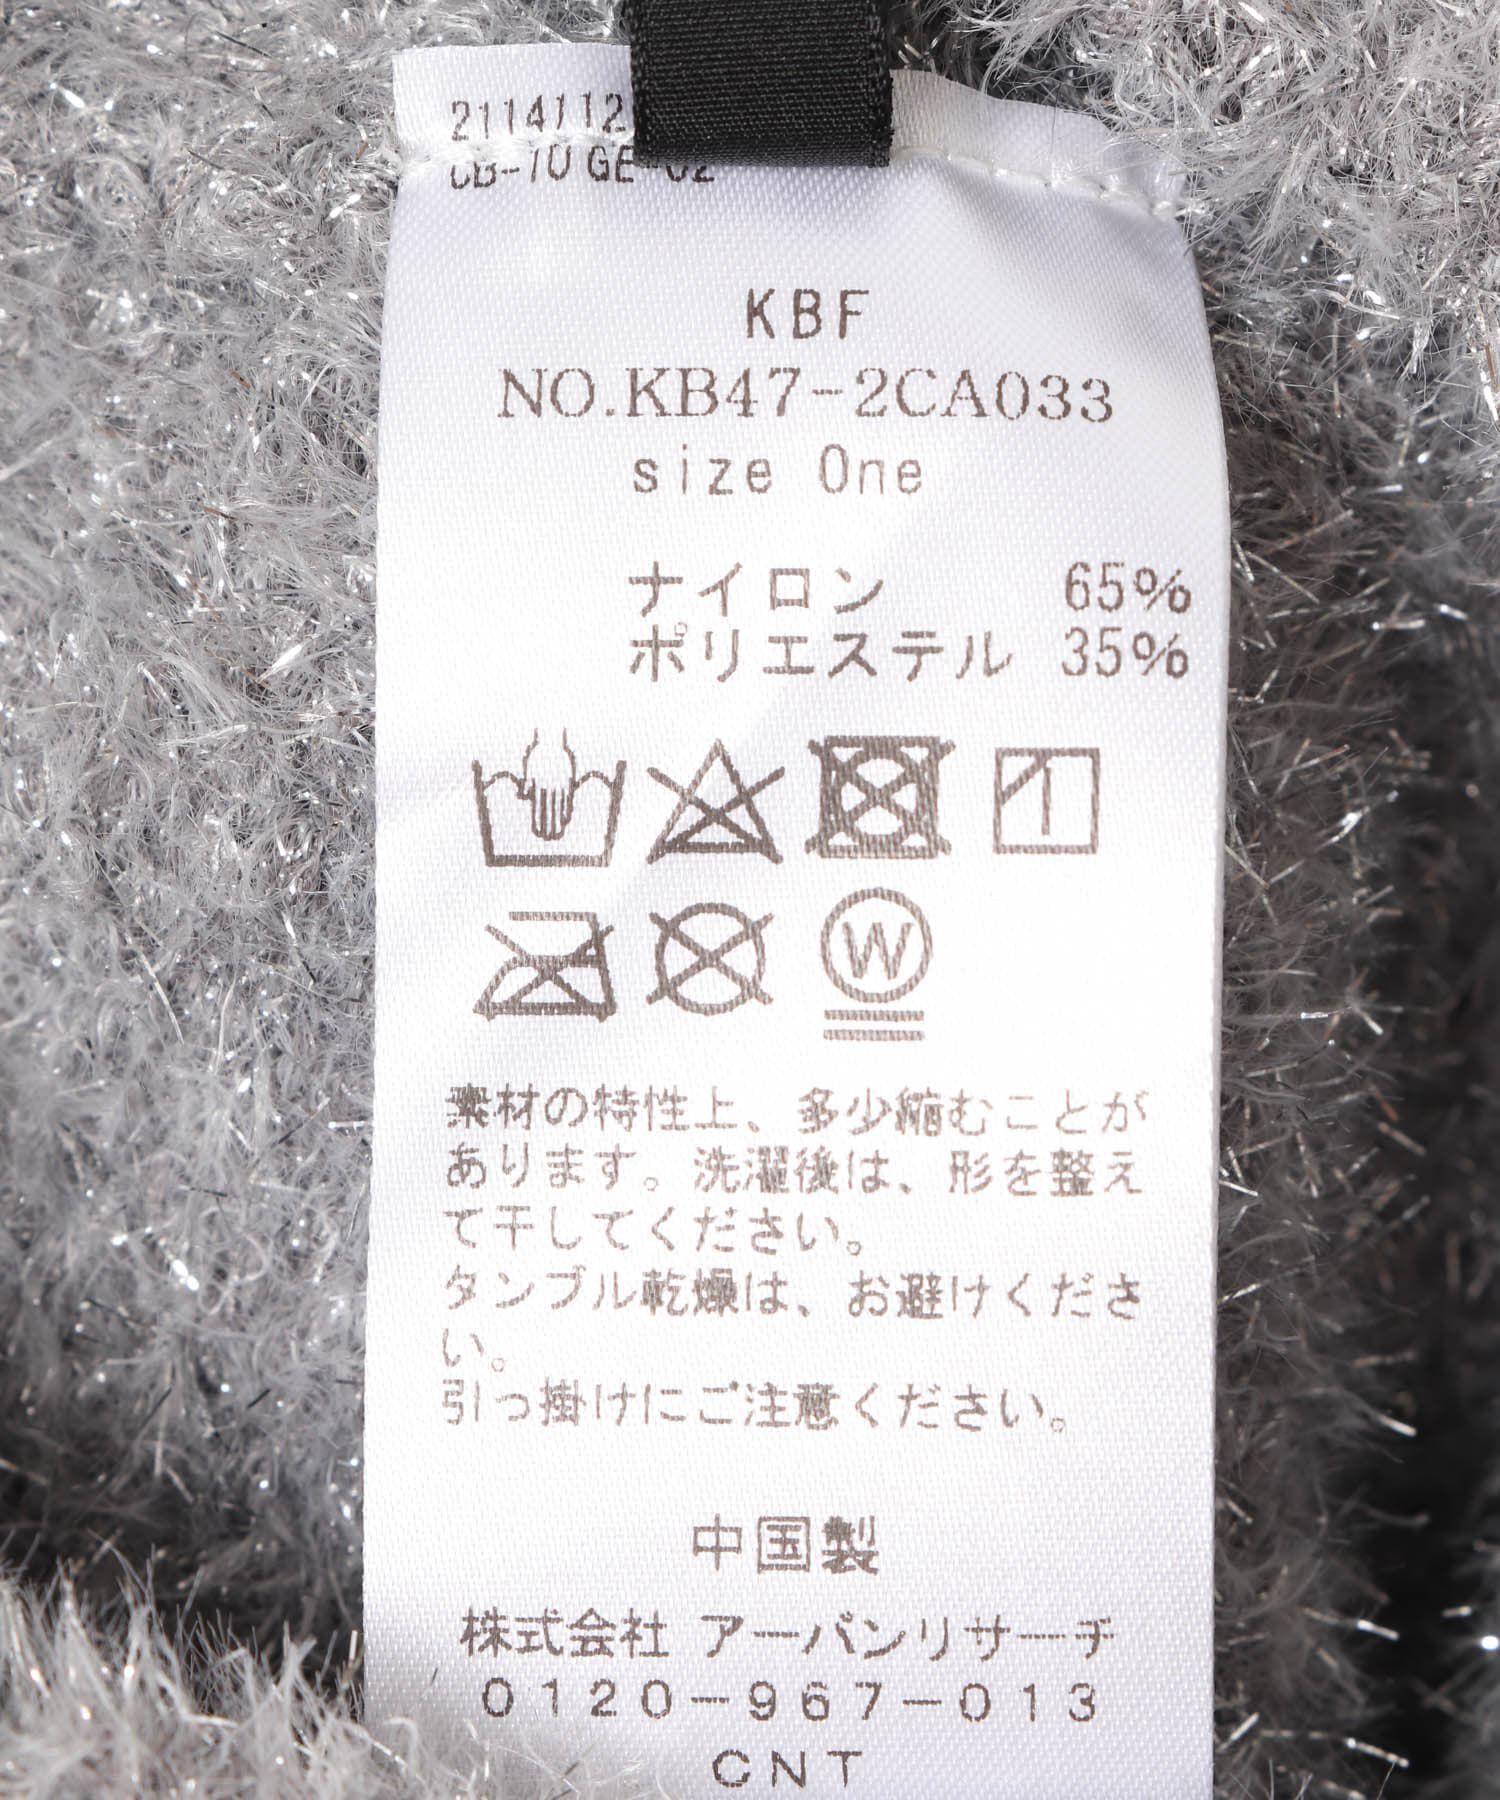 2114112
KBF
NO.KB47-2CA033
size One
ナイロン 65%
ポリエステル 35%
W
素材の特性上、多少縮むことが
あります。洗濯後は、形を整え
て干してください。
タンブル乾燥は、お避けくださ
い。
引っ掛けにご注意ください。
中国製
株式会社 アーバンリサーチ
0120-967-013
CNT